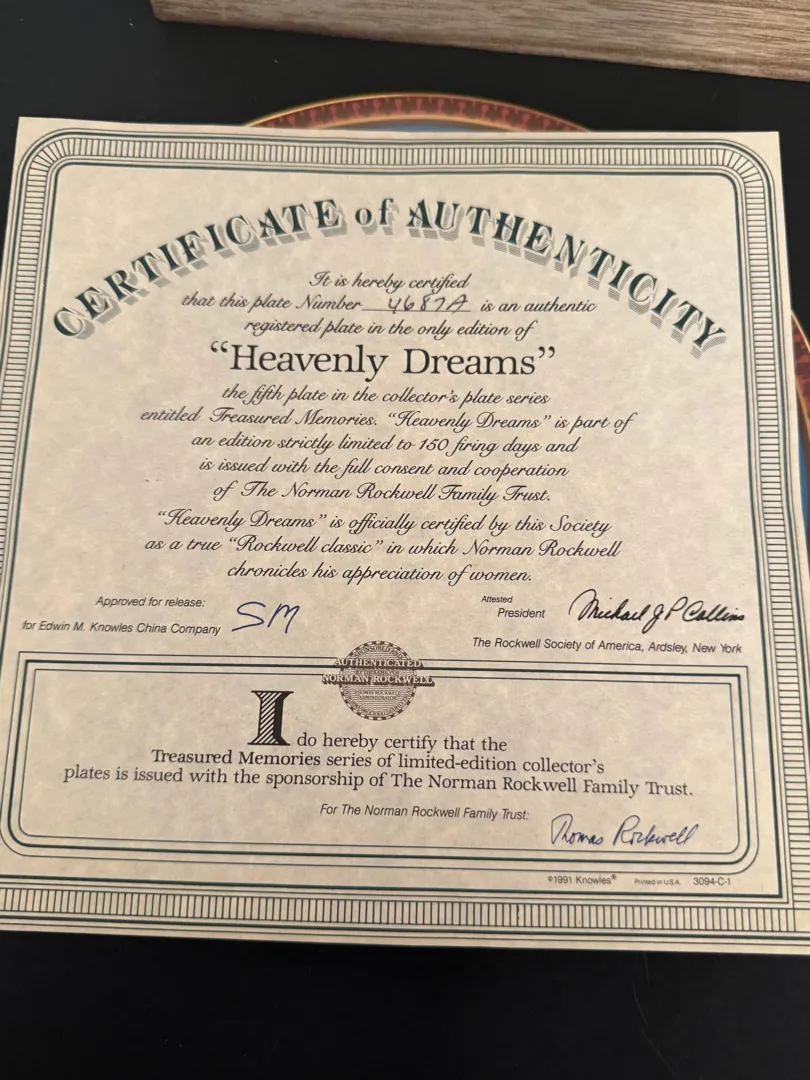 CERTIFICATE of AUTHENTICITY
It is hereby certified
that this plate Number 4687A is an authentic
registered plate in the only edition of
“Heavenly Dreams”
the fifth plate in the collector's plate series
entitled Treasured Memories. “Heavenly Dreams” is part of
an edition strictly limited to 150 firing days and
is issued with the full consent and cooperation
of The Norman Rockwell Family Trust.
“Heavenly Dreams” is officially certified by this Society
as a true “Rockwell classic” in which Norman Rockwell
chronicles his appreciation of women.
Approved for release:
for Edwin M. Knowles China Company
SM
Attested
President
Michael J P Collins
The Rockwell Society of America, Ardsley, New York
AUTHENTICATED
NORMAN ROCKWELL
I do hereby certify that the
Treasured Memories series of limited-edition collector's
plates is issued with the sponsorship of The Norman Rockwell Family Trust.
For The Norman Rockwell Family Trust:
Thomas Rockwell
©1991 Knowles® Printed in U.S.A. 3094-C-1